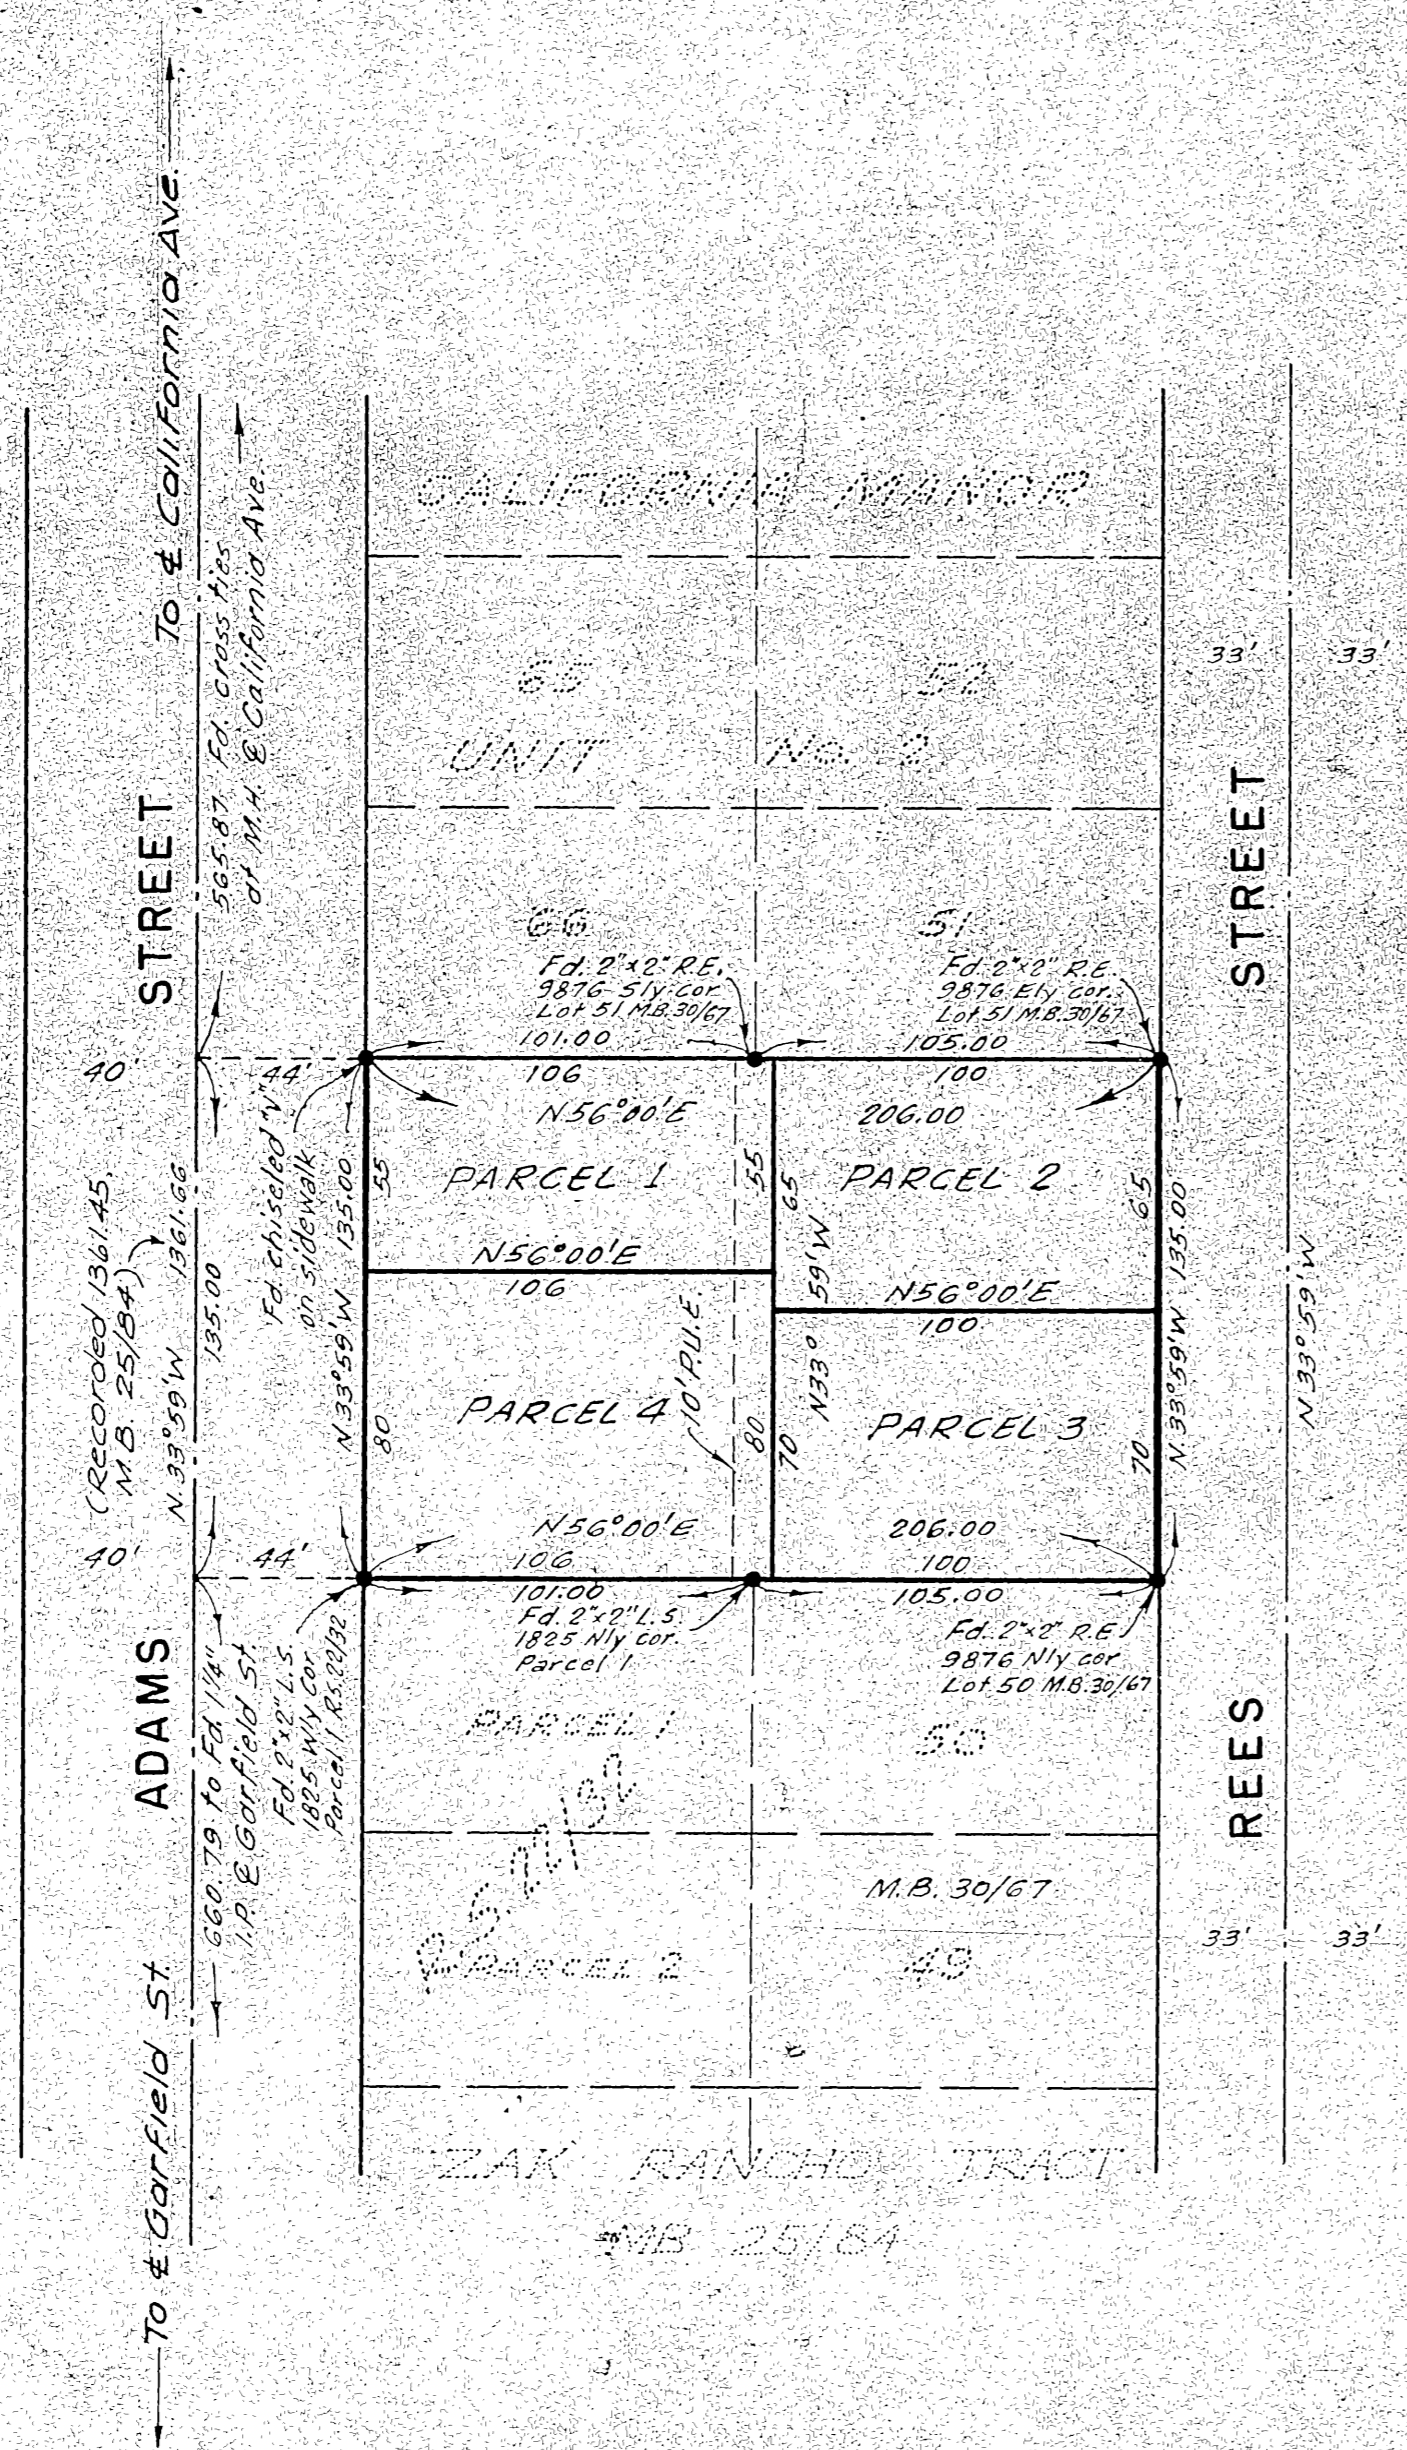 To ℄ California Ave.
565.87 Fd. cross ties
at M.H. ℄ California Ave.
STREET
CALIFORNIA MANOR
65
52
UNIT No. 2
33'
33'
STREET
66
51
Fd. 2"x2" R.E.
9876 Sly cor
Lot 51 M.B. 30/67
Fd. 2"x2" R.E.
9876 Ely cor.
Lot 51 M.B. 30/67
101.00
105.00
40'
44'
106
100
N56°00'E
206.00
Fd. chiseled "V"
on sidewalk
(Recorded 1361.45,
M.B. 25/84)
N.33°59'W 1361.66
135.00
N.33°59'W 135.00
55
PARCEL 1
55
65
PARCEL 2
65
N56°00'E
106
N56°00'E
100
N33°59'W
N.33°59'W 135.00
N33°59'W
80
PARCEL 4
10' P.U.E.
80
70
PARCEL 3
70
N56°00'E
206.00
40'
44'
106
100
101.00
105.00
Fd. 2"x2" L.S.
1825 Nly cor.
Parcel 1
Fd. 2"x2" R.E.
9876 Nly cor
Lot 50 M.B. 30/67
ADAMS
660.79 to Fd. 1¼"
I.P. ℄ Garfield St.
Fd. 2"x2" L.S.
1825 Wly Cor
Parcel 1 R.S. 22/32
PARCEL 1
50
REES
R.S. 22/32
M.B. 30/67
PARCEL 2
49
33'
33'
To ℄ Garfield St.
ZAK RANCHO TRACT
MB 25/84